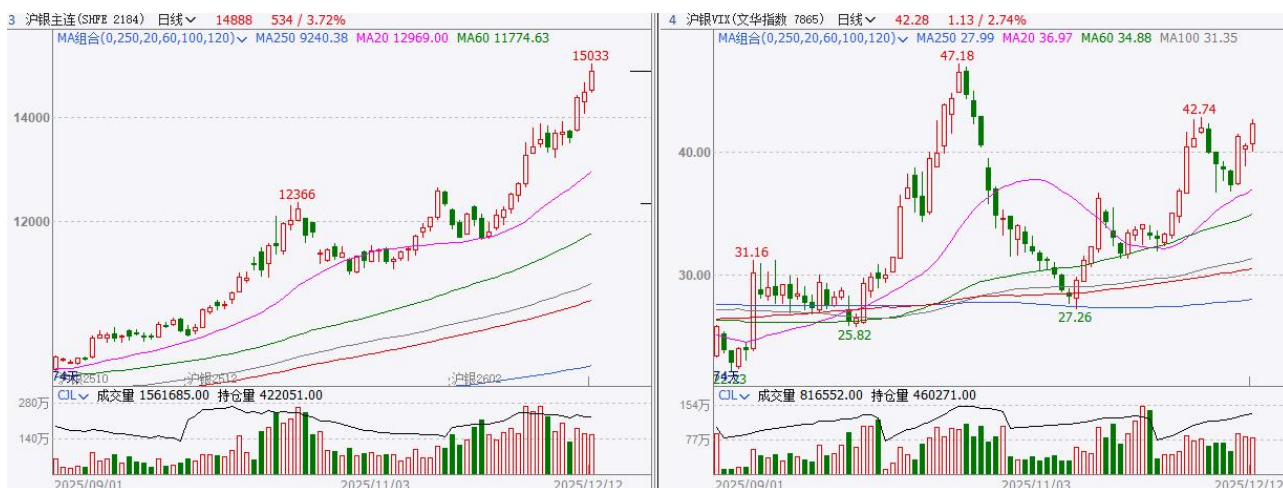 3 沪银主连(SHFE 2184) 日线 14888 534 / 3.72%
MA组合(0,250,20,60,100,120) MA250 9240.38 MA20 12969.00 MA60 11774.63
15033
14000
12366
12000
74天
2510
沪银2512
沪银2602
CJL 成交量 1561685.00 持仓量 422051.00
280万
140万
2025/09/01 2025/11/03 2025/12/12
4 沪银VIX(文华指数 7865) 日线 42.28 1.13 / 2.74%
MA组合(0,250,20,60,100,120) MA250 27.99 MA20 36.97 MA60 34.88 MA100 31.35
47.18
42.74
40.00
31.16
30.00
27.26
25.82
74天
CJL 成交量 816552.00 持仓量 460271.00
154万
77万
2025/09/01 2025/11/03 2025/12/12